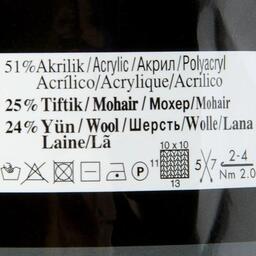 51% Akrilik/Acrylic/Акрил/Polyacryl
Acrílico/Acrylique/Acrilico
25% Tiftik/Mohair/Мохер/Mohair
24% Yün/Wool/Шерсть/Wolle/Lana
Laine/Lã
P 11 10 x 10 13 5 7 2-4 Nm 2.0